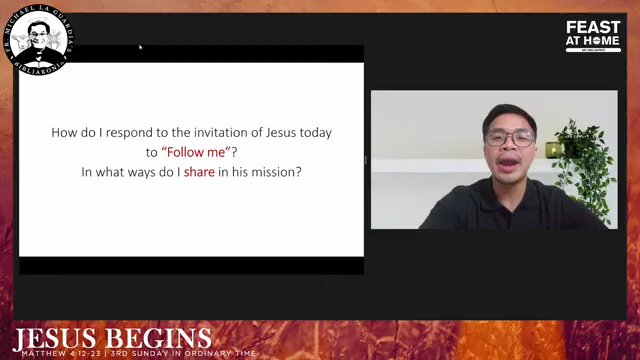 FR. MICHAEL LA GUARDIA'S
BIBLIAKONIA
FEAST
AT HOME
How do I respond to the invitation of Jesus today
to “Follow me”?
In what ways do I share in his mission?
JESUS BEGINS
MATTHEW 4:12-23 | 3RD SUNDAY IN ORDINARY TIME